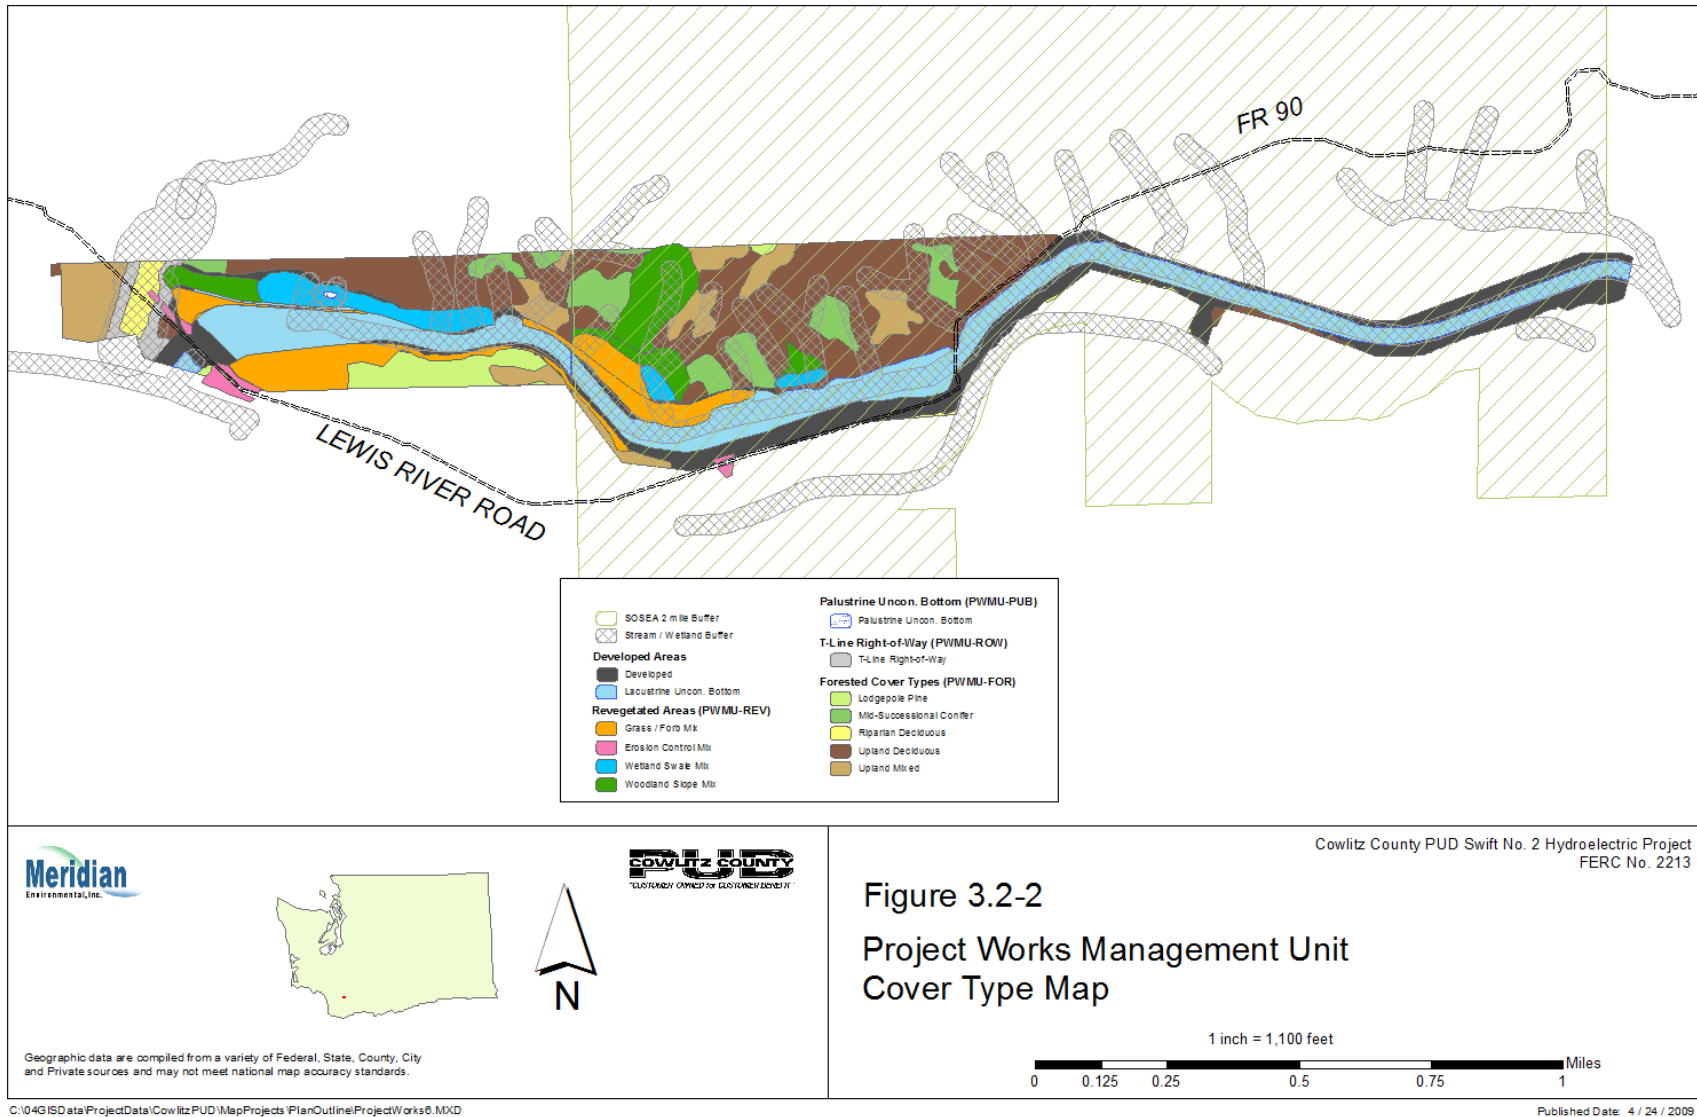 FR 90
LEWIS RIVER ROAD
SOSEA 2 mile Buffer
Stream / Wetland Buffer
Developed Areas
Developed
Lacustrine Uncon. Bottom
Revegetated Areas (PWMU-REV)
Grass / Forb Mix
Erosion Control Mix
Wetland Swale Mix
Woodland Slope Mix
Palustrine Uncon. Bottom (PWMU-PUB)
Palustrine Uncon. Bottom
T-Line Right-of-Way (PWMU-ROW)
T-Line Right-of-Way
Forested Cover Types (PWMU-FOR)
Lodgepole Pine
Mid-Successional Conifer
Riparian Deciduous
Upland Deciduous
Upland Mixed
Meridian
Environmental, Inc.
PUD
COWLITZ COUNTY
"CUSTOMER OWNED for CUSTOMER BENEFIT"
N
Geographic data are compiled from a variety of Federal, State, County, City
and Private sources and may not meet national map accuracy standards.
Cowlitz County PUD Swift No. 2 Hydroelectric Project
FERC No. 2213
Figure 3.2-2
Project Works Management Unit
Cover Type Map
1 inch = 1,100 feet
Miles
0 0.125 0.25 0.5 0.75 1
C:\04GISData\ProjectData\CowlitzPUD\MapProjects\PlanOutline\ProjectWorks6.MXD
Published Date: 4 / 24 / 2009